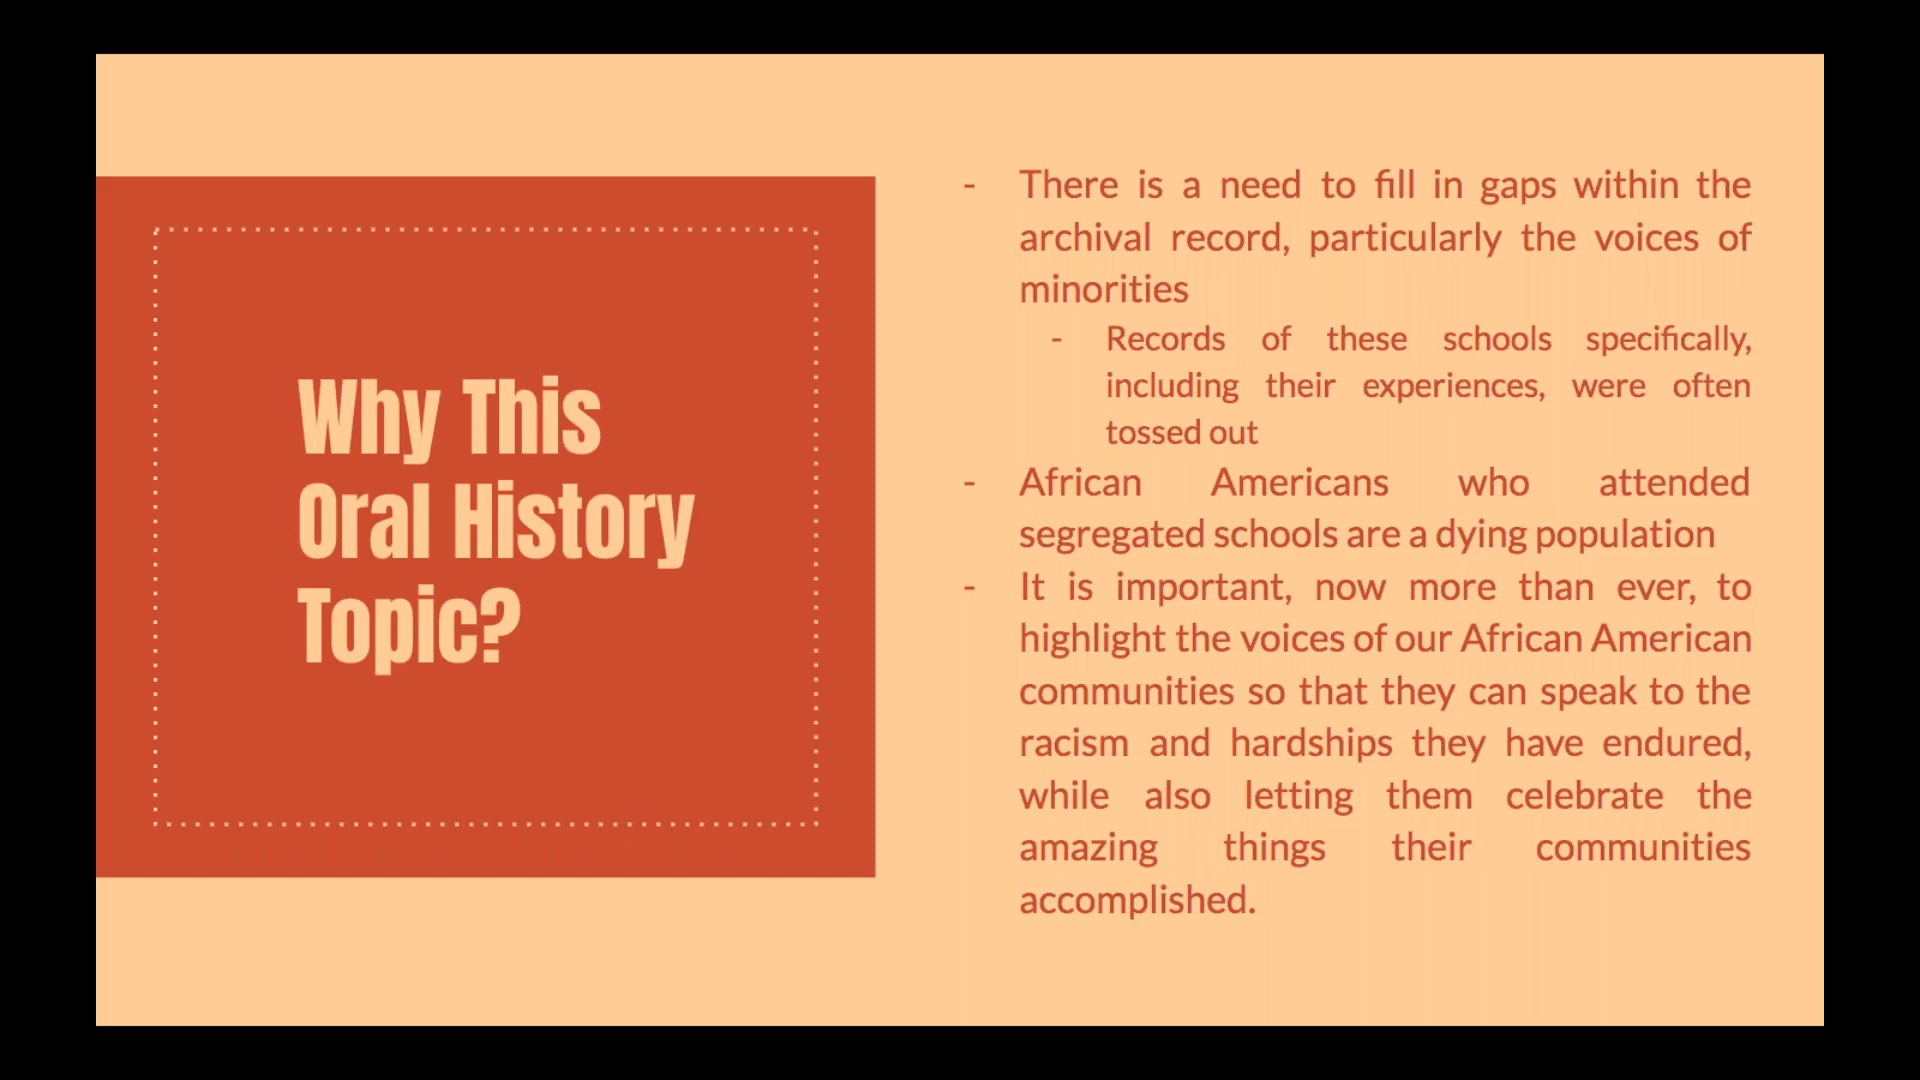 Why This
Oral History
Topic?
- There is a need to fill in gaps within the
archival record, particularly the voices of
minorities
- Records of these schools specifically,
including their experiences, were often
tossed out
- African Americans who attended
segregated schools are a dying population
- It is important, now more than ever, to
highlight the voices of our African American
communities so that they can speak to the
racism and hardships they have endured,
while also letting them celebrate the
amazing things their communities
accomplished.